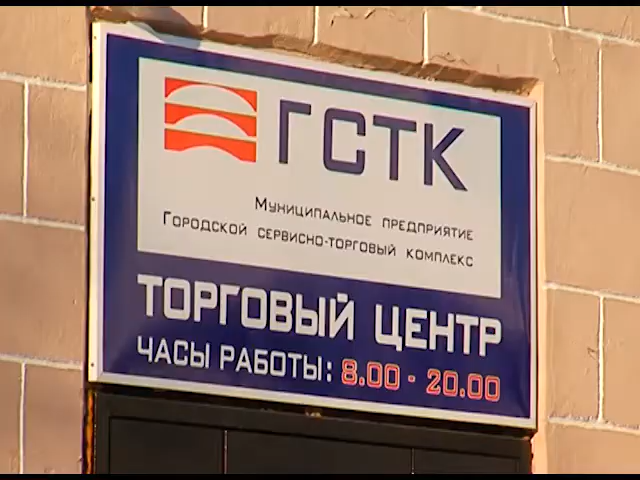 ГСТК
Муниципальное предприятие
Городской сервисно-торговый комплекс
ТОРГОВЫЙ ЦЕНТР
ЧАСЫ РАБОТЫ: 8.00 - 20.00